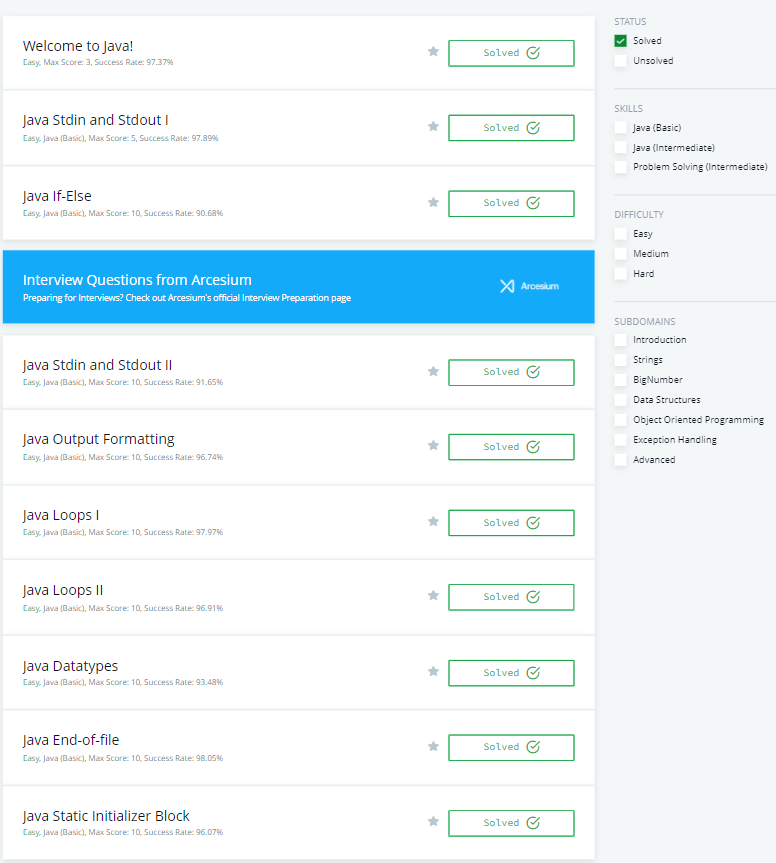 Welcome to Java!
Easy, Max Score: 3, Success Rate: 97.37%
Solved
Java Stdin and Stdout I
Easy, Java (Basic), Max Score: 5, Success Rate: 97.89%
Solved
Java If-Else
Easy, Java (Basic), Max Score: 10, Success Rate: 90.68%
Solved
Interview Questions from Arcesium
Preparing for Interviews? Check out Arcesium's official Interview Preparation page
Arcesium
Java Stdin and Stdout II
Easy, Java (Basic), Max Score: 10, Success Rate: 91.65%
Solved
Java Output Formatting
Easy, Java (Basic), Max Score: 10, Success Rate: 96.74%
Solved
Java Loops I
Easy, Java (Basic), Max Score: 10, Success Rate: 97.97%
Solved
Java Loops II
Easy, Java (Basic), Max Score: 10, Success Rate: 96.91%
Solved
Java Datatypes
Easy, Java (Basic), Max Score: 10, Success Rate: 93.48%
Solved
Java End-of-file
Easy, Java (Basic), Max Score: 10, Success Rate: 98.05%
Solved
Java Static Initializer Block
Easy, Java (Basic), Max Score: 10, Success Rate: 96.07%
Solved
STATUS
Solved
Unsolved
SKILLS
Java (Basic)
Java (Intermediate)
Problem Solving (Intermediate)
DIFFICULTY
Easy
Medium
Hard
SUBDOMAINS
Introduction
Strings
BigNumber
Data Structures
Object Oriented Programming
Exception Handling
Advanced